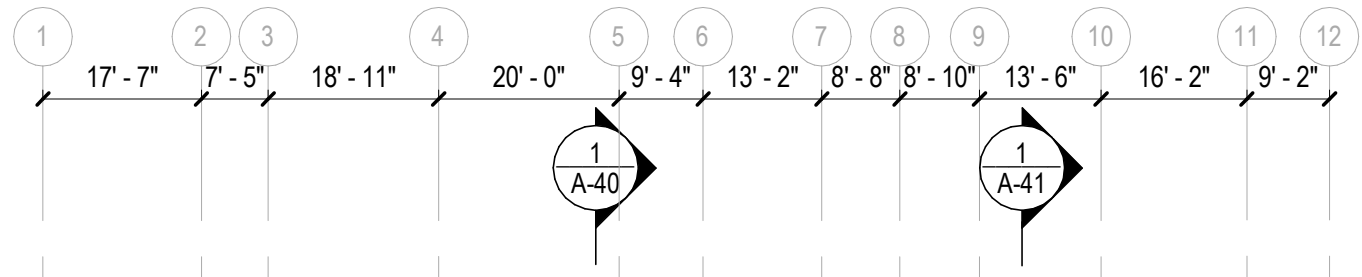 1 2 3 4 5 6 7 8 9 10 11 12
17' - 7" 7' - 5" 18' - 11" 20' - 0" 9' - 4" 13' - 2" 8' - 8" 8' - 10" 13' - 6" 16' - 2" 9' - 2"
1
A-40
1
A-41